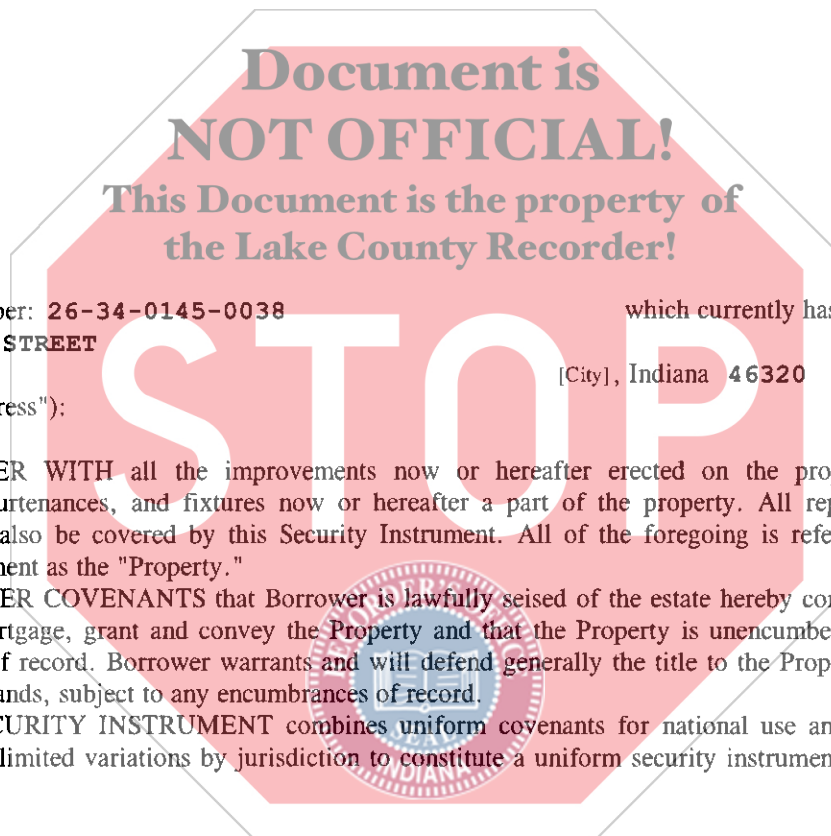 Document is
NOT OFFICIAL!
This Document is the property of
the Lake County Recorder!
ber: 26-34-0145-0038 which currently has
STREET
[City], Indiana 46320
ress"):
STOP
ER WITH all the improvements now or hereafter erected on the pro
urtenances, and fixtures now or hereafter a part of the property. All rep
also be covered by this Security Instrument. All of the foregoing is refe
nent as the "Property."
ER COVENANTS that Borrower is lawfully seised of the estate hereby con
rtgage, grant and convey the Property and that the Property is unencumbe
f record. Borrower warrants and will defend generally the title to the Prop
ands, subject to any encumbrances of record.
CURITY INSTRUMENT combines uniform covenants for national use an
limited variations by jurisdiction to constitute a uniform security instrumen
RECORDER'S
SEAL
INDIANA